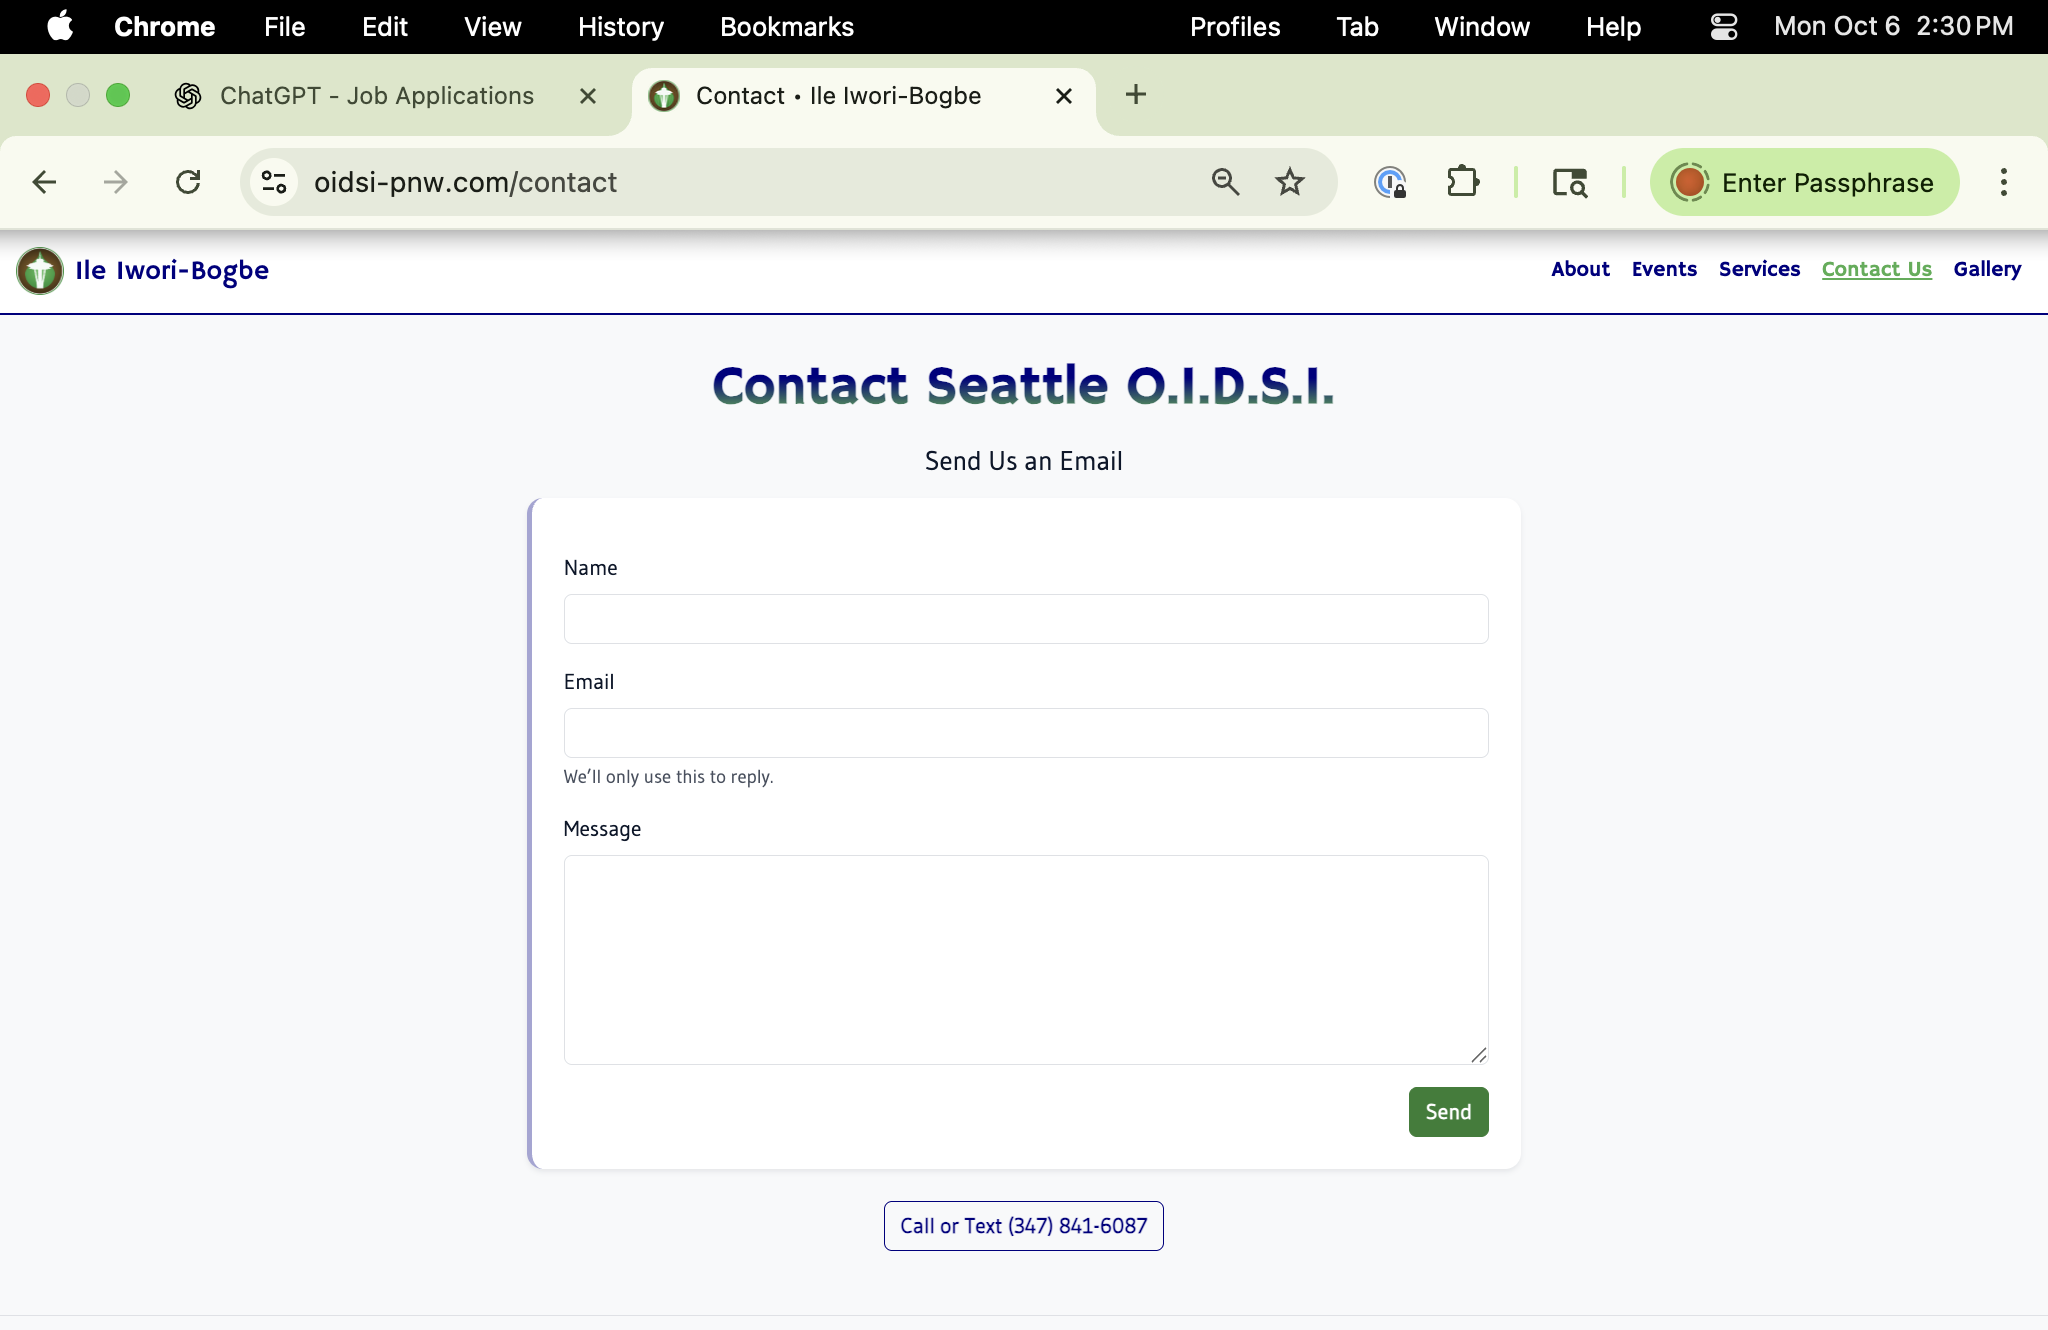 Chrome File Edit View History Bookmarks Profiles Tab Window Help Mon Oct 6 2:30 PM
ChatGPT - Job Applications Contact • Ile Iwori-Bogbe
oidsi-pnw.com/contact Enter Passphrase
Ile Iwori-Bogbe About Events Services Contact Us Gallery
Contact Seattle O.I.D.S.I.
Send Us an Email
Name
Email
We’ll only use this to reply.
Message
Send
Call or Text (347) 841-6087